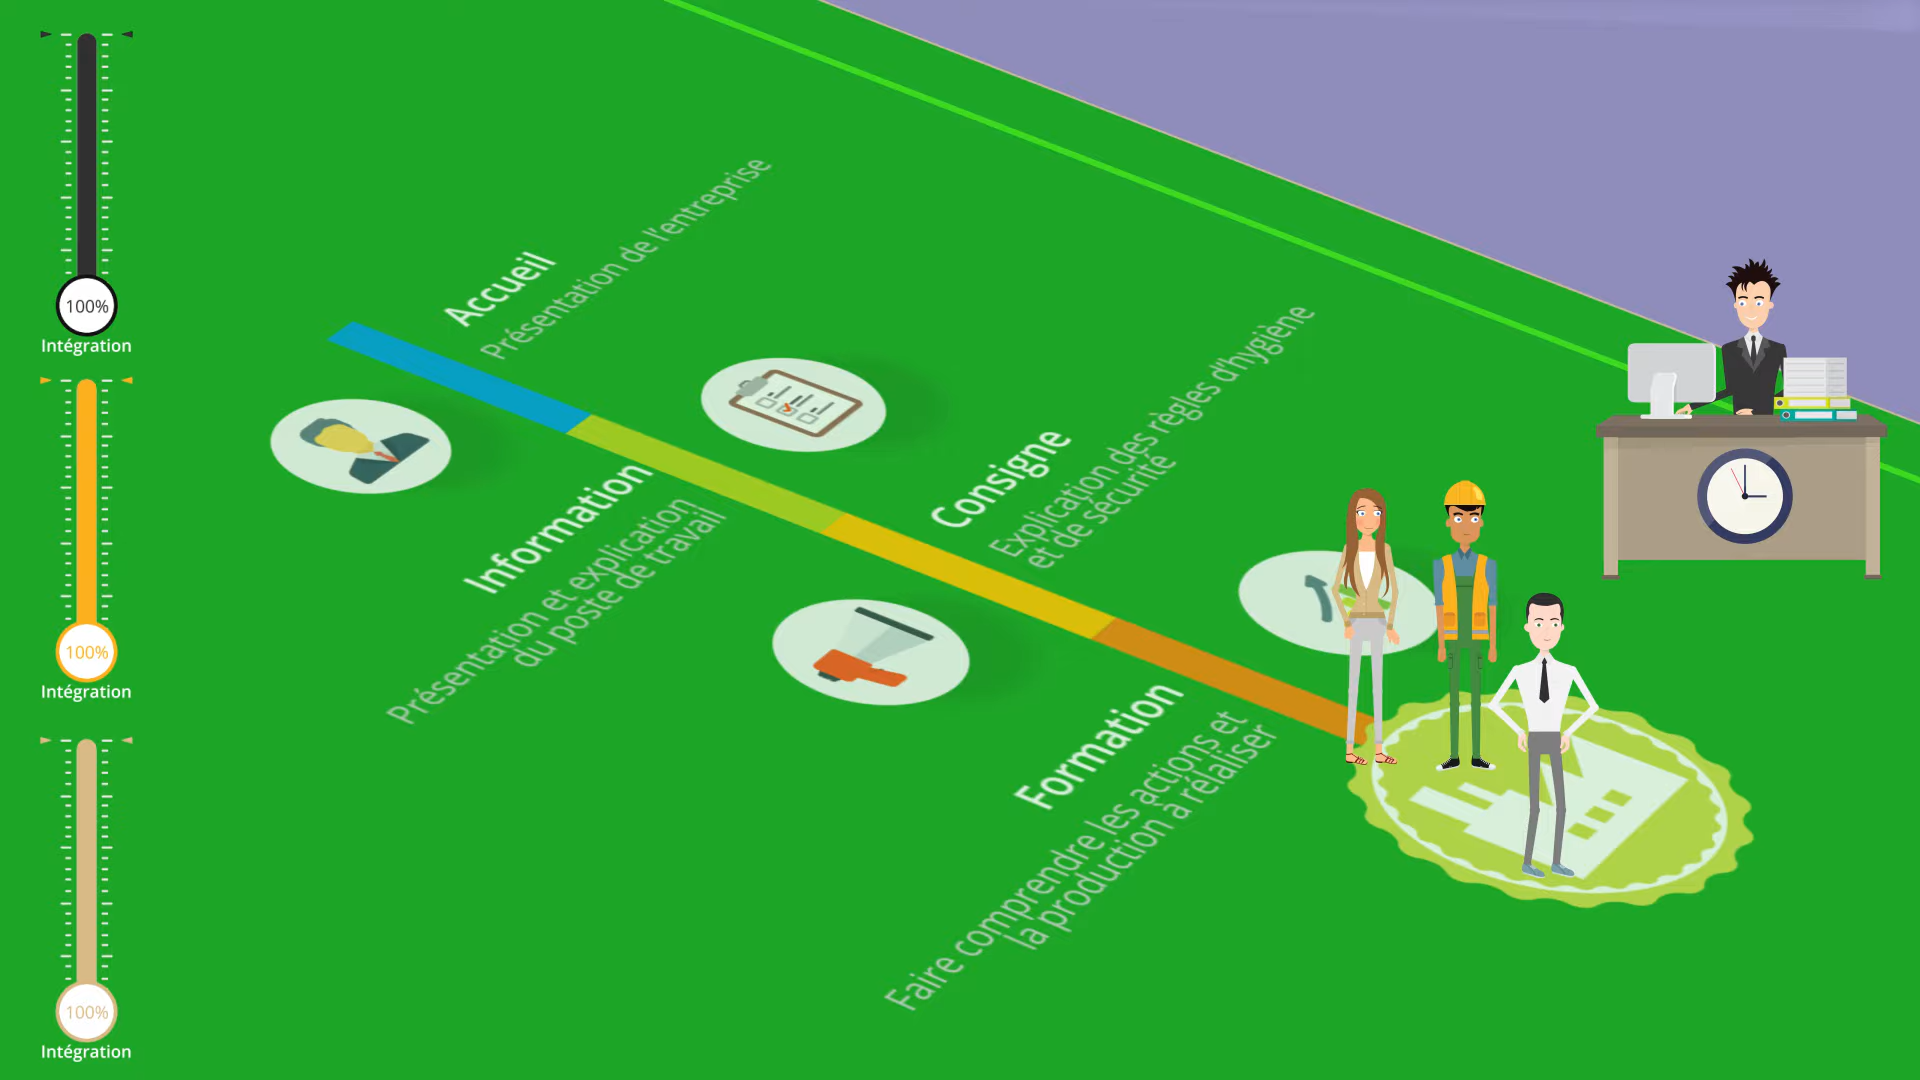 100%
Intégration
100%
Intégration
100%
Intégration
Accueil
Présentation de l'entreprise
Information
Présentation et explication
du poste de travail
Consigne
Explication des règles d'hygiène
et de sécurité
Formation
Faire comprendre les actions et
la production à rélaliser